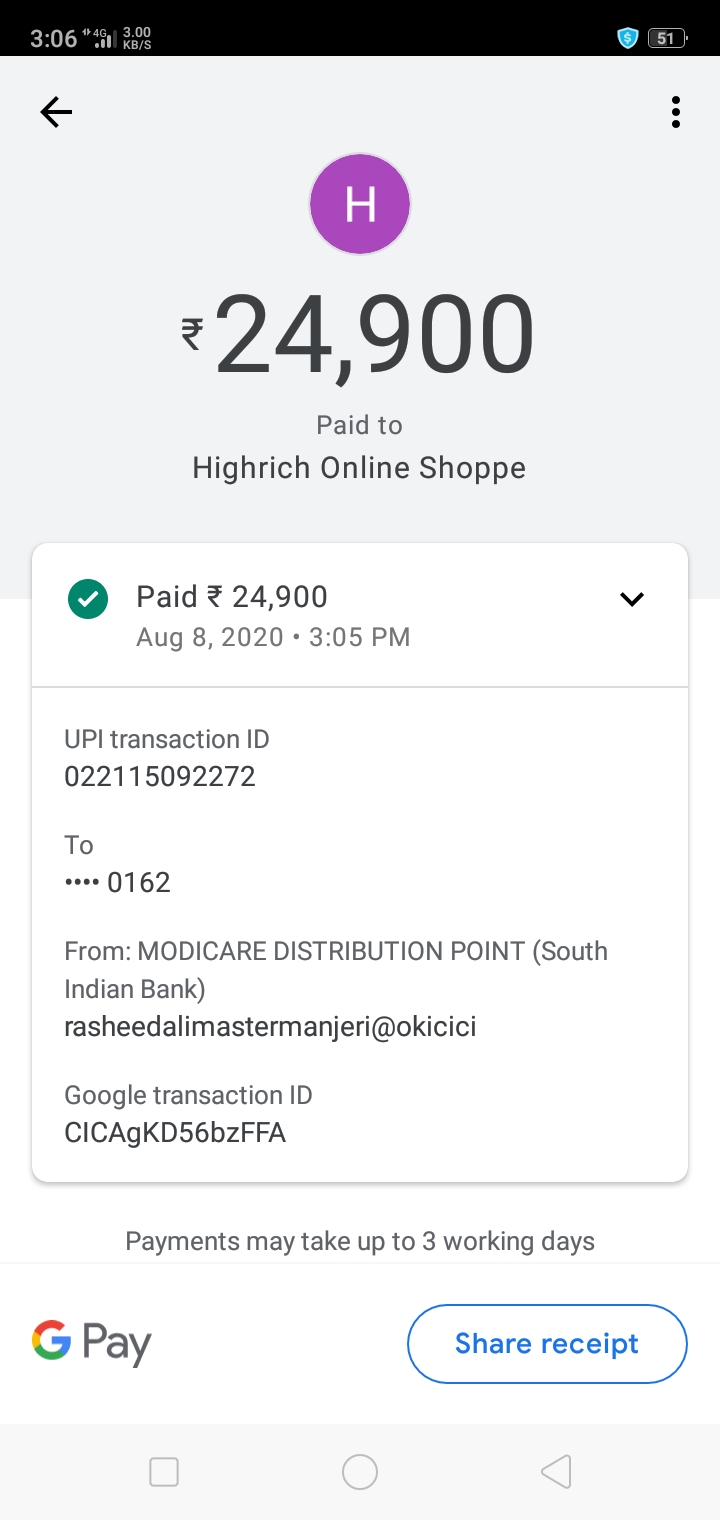 3:06 4G 3.00 KB/S 51
H
₹24,900
Paid to
Highrich Online Shoppe
Paid ₹ 24,900
Aug 8, 2020 • 3:05 PM
UPI transaction ID
022115092272
To
•••• 0162
From: MODICARE DISTRIBUTION POINT (South
Indian Bank)
rasheedalimastermanjeri@okicici
Google transaction ID
CICAgKD56bzFFA
Payments may take up to 3 working days
G Pay
Share receipt